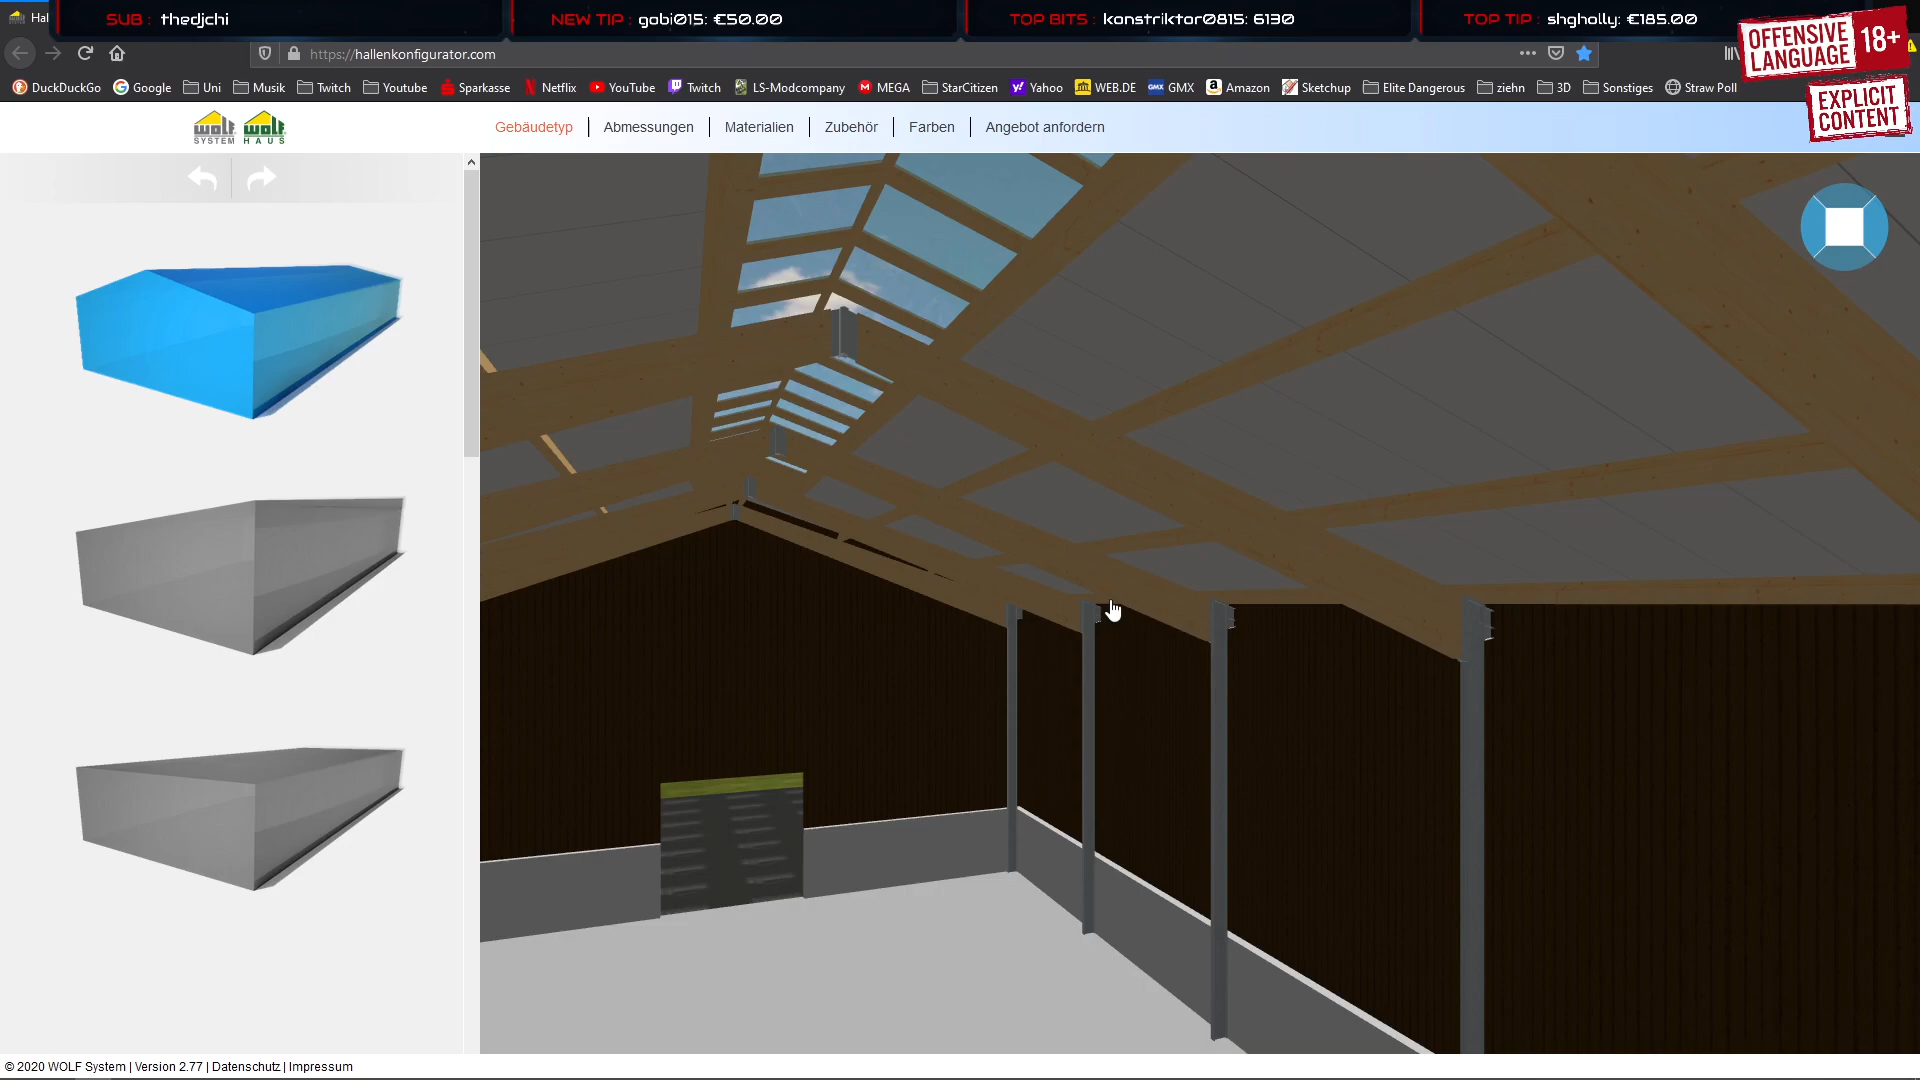 SUB : thedjchi
NEW TIP : gobi015: €50.00
TOP BITS : konstriktor0815: 6130
TOP TIP : shgholly: €185.00
OFFENSIVE LANGUAGE 18+
EXPLICIT CONTENT
Hal
https://hallenkonfigurator.com
DuckDuckGo Google Uni Musik Twitch Youtube Sparkasse Netflix YouTube Twitch LS-Modcompany MEGA StarCitizen Yahoo WEB.DE GMX Amazon Sketchup Elite Dangerous ziehn 3D Sonstiges Straw Poll
wolf SYSTEM wolf HAUS
Gebäudetyp | Abmessungen | Materialien | Zubehör | Farben | Angebot anfordern
© 2020 WOLF System | Version 2.77 | Datenschutz | Impressum